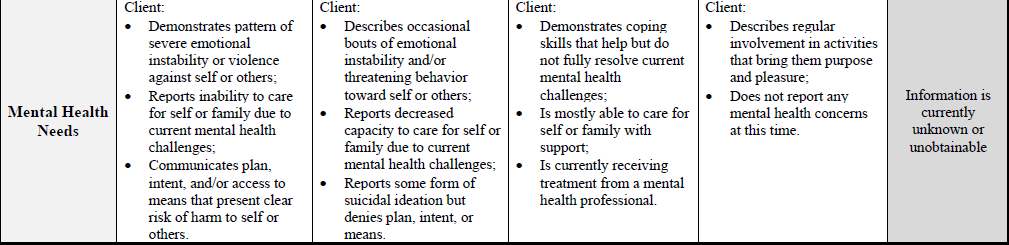 Mental Health
Needs
Client:
• Demonstrates pattern of
severe emotional
instability or violence
against self or others;
• Reports inability to care
for self or family due to
current mental health
challenges;
• Communicates plan,
intent, and/or access to
means that present clear
risk of harm to self or
others.
Client:
• Describes occasional
bouts of emotional
instability and/or
threatening behavior
toward self or others;
• Reports decreased
capacity to care for self or
family due to current
mental health challenges;
• Reports some form of
suicidal ideation but
denies plan, intent, or
means.
Client:
• Demonstrates coping
skills that help but do
not fully resolve current
mental health
challenges;
• Is mostly able to care for
self or family with
support;
• Is currently receiving
treatment from a mental
health professional.
Client:
• Describes regular
involvement in activities
that bring them purpose
and pleasure;
• Does not report any
mental health concerns
at this time.
Information is
currently
unknown or
unobtainable